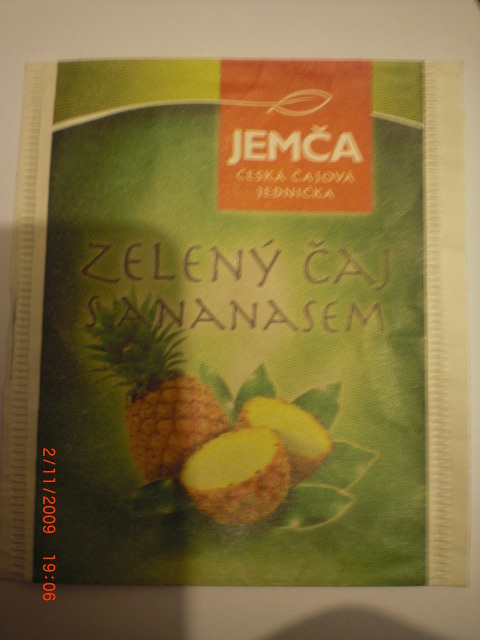 JEMČA
ČESKÁ ČAJOVÁ
JEDNIČKA
ZELENÝ ČAJ
S ANANASEM
2/11/2009 19:06